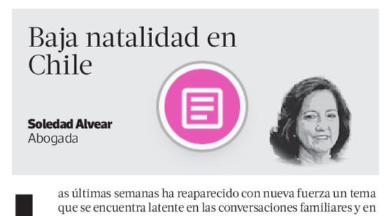 Baja natalidad en
Chile
Soledad Alvear
Abogada
as últimas semanas ha reaparecido con nueva fuerza un tema
que se encuentra latente en las conversaciones familiares y en